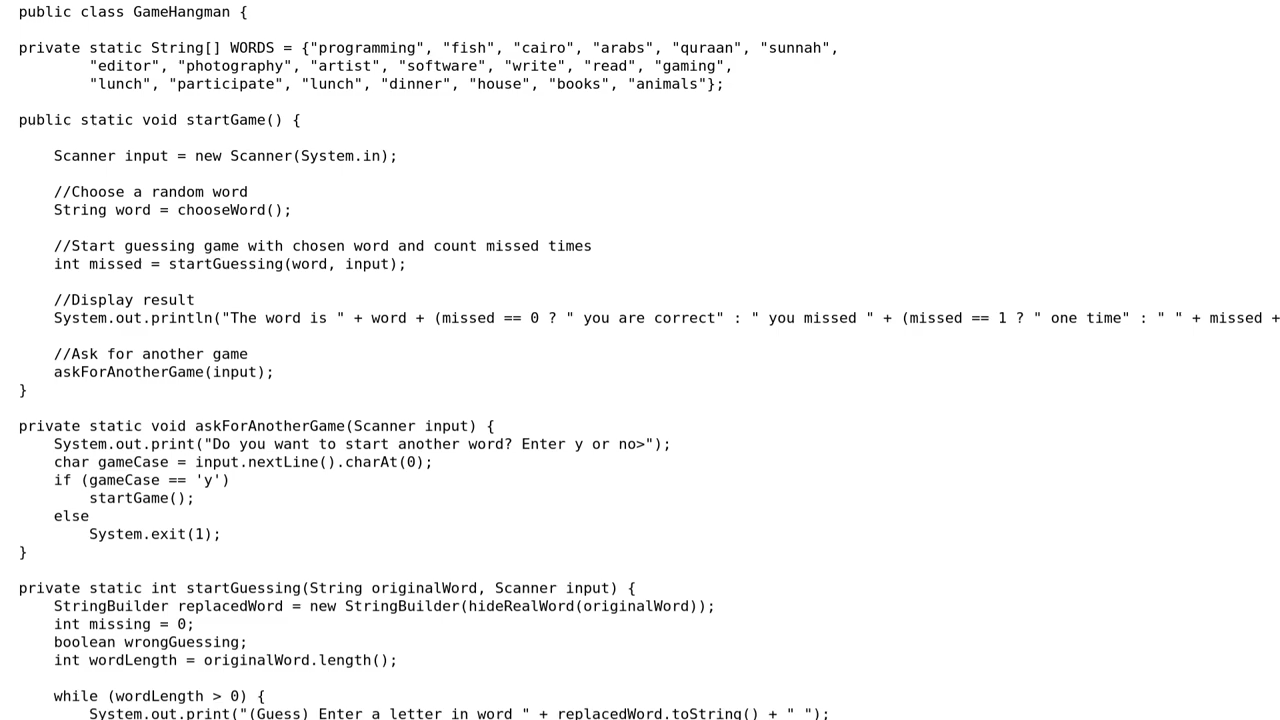 public class GameHangman {
private static String[] WORDS = {"programming", "fish", "cairo", "arabs", "quraan", "sunnah",
"editor", "photography", "artist", "software", "write", "read", "gaming",
"lunch", "participate", "lunch", "dinner", "house", "books", "animals"};
public static void startGame() {
Scanner input = new Scanner(System.in);
//Choose a random word
String word = chooseWord();
//Start guessing game with chosen word and count missed times
int missed = startGuessing(word, input);
//Display result
System.out.println("The word is " + word + (missed == 0 ? " you are correct" : " you missed " + (missed == 1 ? " one time" : " " + missed +
//Ask for another game
askForAnotherGame(input);
}
private static void askForAnotherGame(Scanner input) {
System.out.print("Do you want to start another word? Enter y or no>");
char gameCase = input.nextLine().charAt(0);
if (gameCase == 'y')
startGame();
else
System.exit(1);
}
private static int startGuessing(String originalWord, Scanner input) {
StringBuilder replacedWord = new StringBuilder(hideRealWord(originalWord));
int missing = 0;
boolean wrongGuessing;
int wordLength = originalWord.length();
while (wordLength > 0) {
System.out.print("(Guess) Enter a letter in word " + replacedWord.toString() + " ");